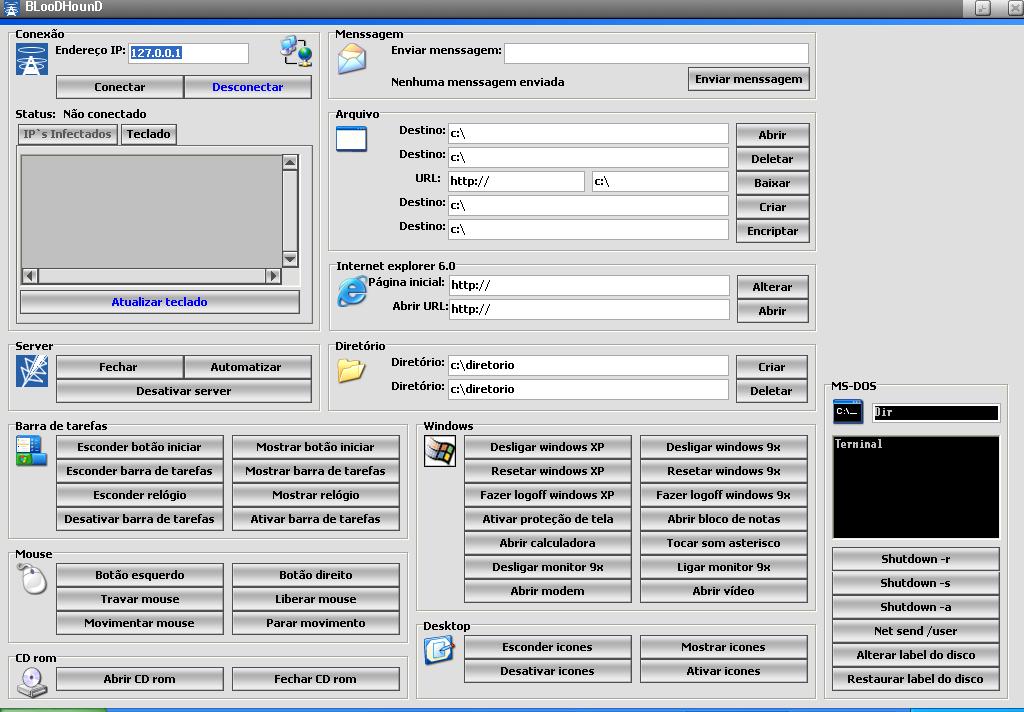 BLooDHounD
Conexão
Endereço IP: 127.0.0.1
Conectar Desconectar
Status: Não conectado
IP`s Infectados Teclado
Atualizar teclado
Menssagem
Enviar menssagem:
Nenhuma menssagem enviada Enviar menssagem
Arquivo
Destino: c:\ Abrir
Destino: c:\ Deletar
URL: http:// c:\ Baixar
Destino: c:\ Criar
Destino: c:\ Encriptar
Internet explorer 6.0
Página inicial: http:// Alterar
Abrir URL: http:// Abrir
Server
Fechar Automatizar
Desativar server
Diretório
Diretório: c:\diretorio Criar
Diretório: c:\diretorio Deletar
Barra de tarefas
Esconder botão iniciar Mostrar botão iniciar
Esconder barra de tarefas Mostrar barra de tarefas
Esconder relógio Mostrar relógio
Desativar barra de tarefas Ativar barra de tarefas
Mouse
Botão esquerdo Botão direito
Travar mouse Liberar mouse
Movimentar mouse Parar movimento
CD rom
Abrir CD rom Fechar CD rom
Windows
Desligar windows XP Desligar windows 9x
Resetar windows XP Resetar windows 9x
Fazer logoff windows XP Fazer logoff windows 9x
Ativar proteção de tela Abrir bloco de notas
Abrir calculadora Tocar som asterisco
Desligar monitor 9x Ligar monitor 9x
Abrir modem Abrir vídeo
Desktop
Esconder icones Mostrar icones
Desativar icones Ativar icones
MS-DOS
C:\_ Dir
Terminal
Shutdown -r
Shutdown -s
Shutdown -a
Net send /user
Alterar label do disco
Restaurar label do disco